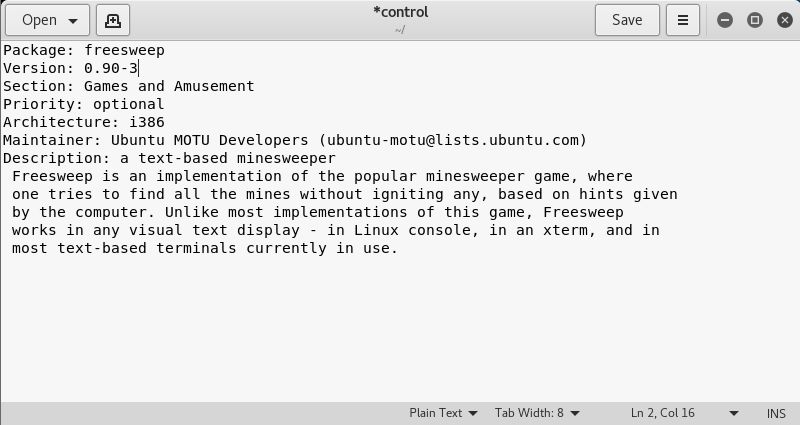 Open
*control
~/
Save
Package: freesweep
Version: 0.90-3
Section: Games and Amusement
Priority: optional
Architecture: i386
Maintainer: Ubuntu MOTU Developers (ubuntu-motu@lists.ubuntu.com)
Description: a text-based minesweeper
 Freesweep is an implementation of the popular minesweeper game, where
 one tries to find all the mines without igniting any, based on hints given
 by the computer. Unlike most implementations of this game, Freesweep
 works in any visual text display - in Linux console, in an xterm, and in
 most text-based terminals currently in use.
Plain Text Tab Width: 8 Ln 2, Col 16 INS